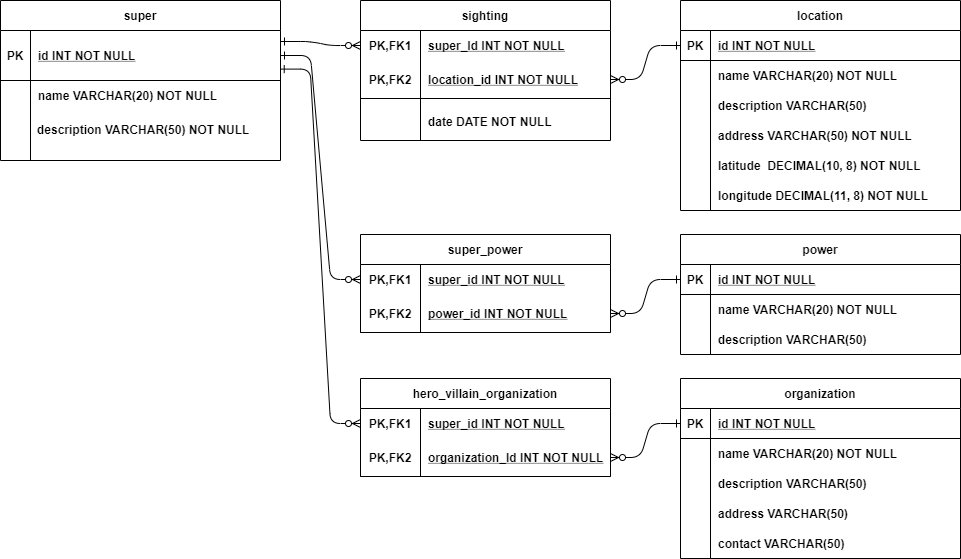 super
PK id INT NOT NULL
name VARCHAR(20) NOT NULL
description VARCHAR(50) NOT NULL
sighting
PK,FK1 super_Id INT NOT NULL
PK,FK2 location_id INT NOT NULL
date DATE NOT NULL
location
PK id INT NOT NULL
name VARCHAR(20) NOT NULL
description VARCHAR(50)
address VARCHAR(50) NOT NULL
latitude  DECIMAL(10, 8) NOT NULL
longitude DECIMAL(11, 8) NOT NULL
super_power
PK,FK1 super_id INT NOT NULL
PK,FK2 power_id INT NOT NULL
power
PK id INT NOT NULL
name VARCHAR(20) NOT NULL
description VARCHAR(50)
hero_villain_organization
PK,FK1 super_id INT NOT NULL
PK,FK2 organization_Id INT NOT NULL
organization
PK id INT NOT NULL
name VARCHAR(20) NOT NULL
description VARCHAR(50)
address VARCHAR(50)
contact VARCHAR(50)